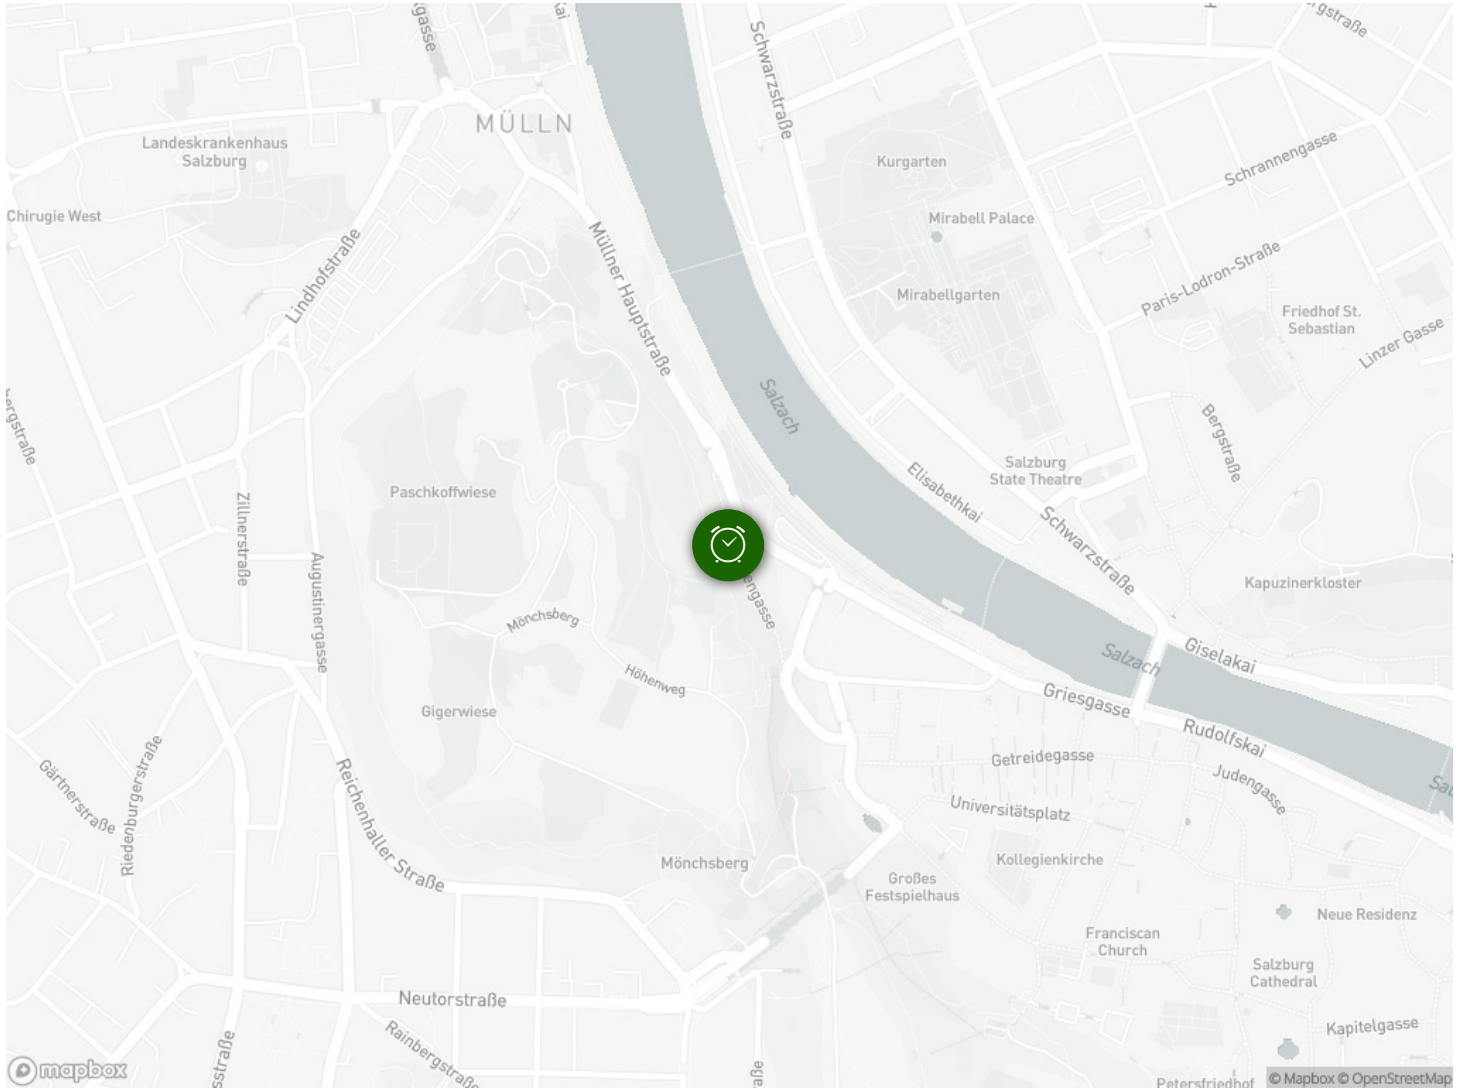 Schwarzstraße
MÜLLN
Landeskrankenhaus
Salzburg
Kurgarten
Schrannengasse
Chirugie West
Mirabell Palace
Lindhofstraße
Müllner Hauptstraße
Mirabellgarten
Paris-Lodron-Straße
Friedhof St.
Sebastian
Linzer Gasse
Salzach
Bergstraße
Salzburg
State Theatre
Elisabethkai
Paschkoffwiese
Zillnerstraße
Schwarzstraße
Augustinergasse
Kapuzinerkloster
Mönchsberg
Salzach
Giselakai
Höhenweg
Griesgasse
Gigerwiese
Rudolfskai
Getreidegasse
Judengasse
Gärtnerstraße
Riedenburgerstraße
Reichenhaller Straße
Universitätsplatz
Mönchsberg
Kollegienkirche
Großes
Festspielhaus
Neue Residenz
Franciscan
Church
Salzburg
Cathedral
Neutorstraße
Kapitelgasse
Rainbergstraße
mapbox
Petersfriedhof
© Mapbox © OpenStreetMap